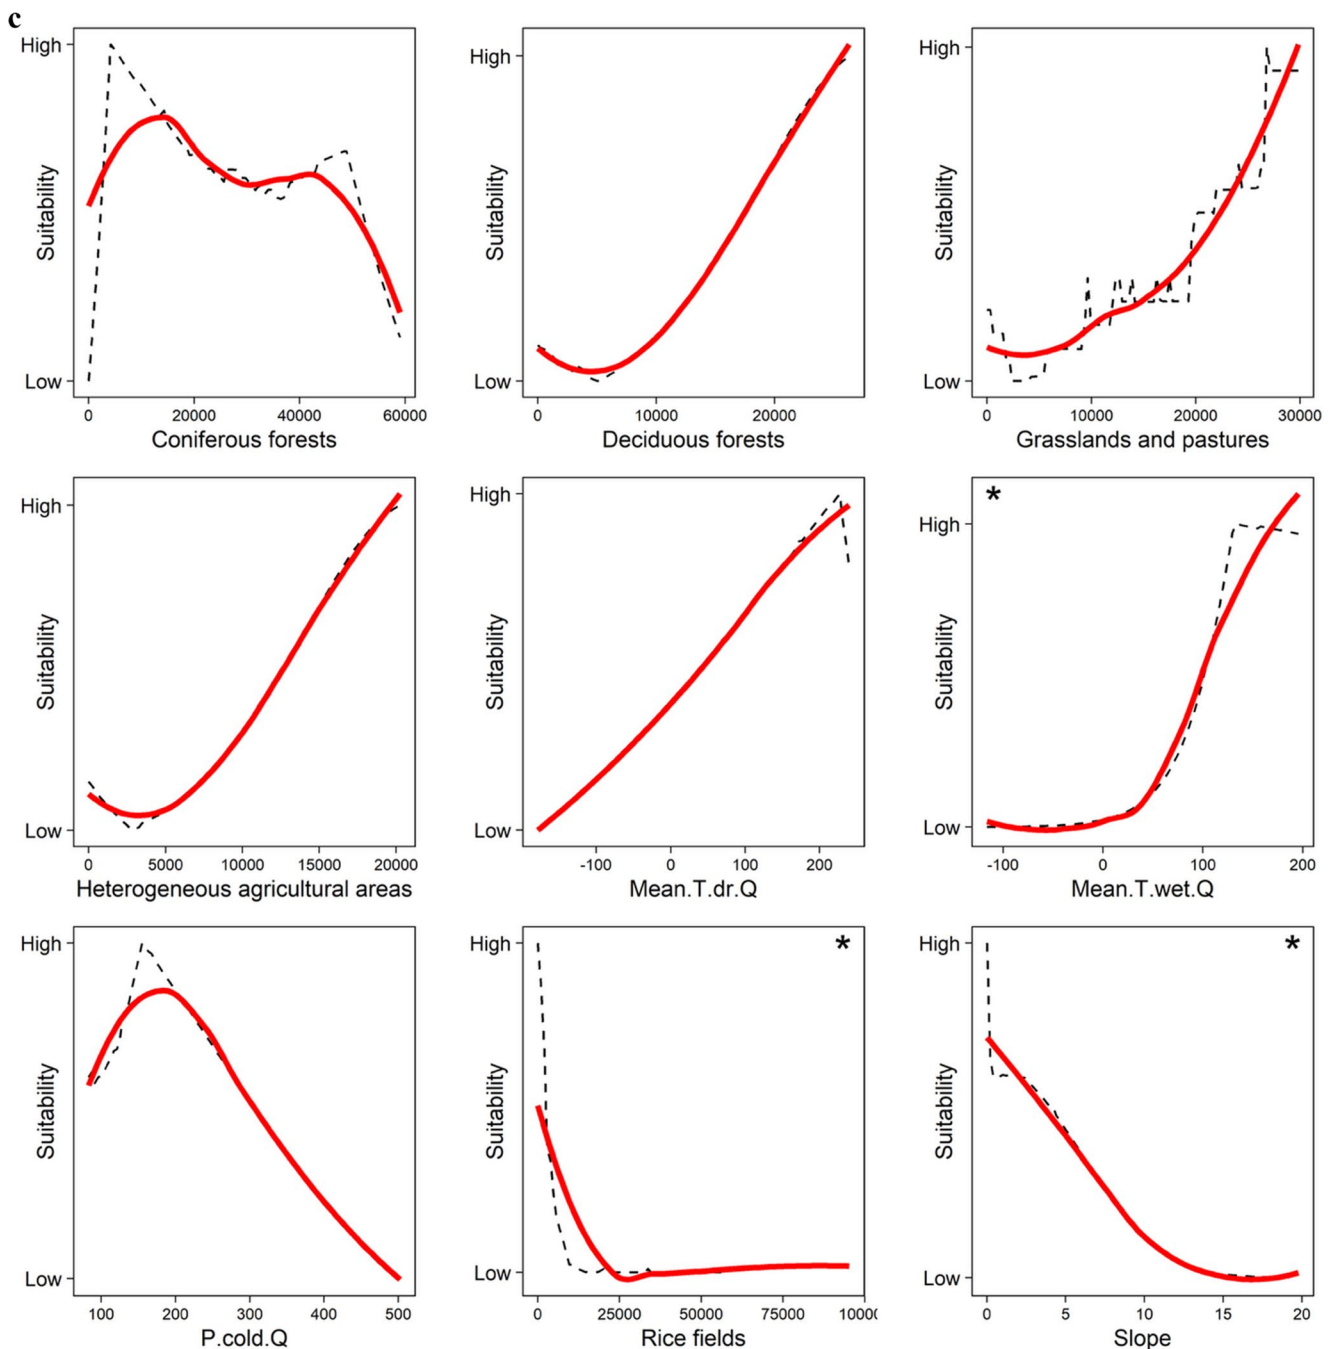 c
High
Suitability
Low
0 20000 40000 60000
Coniferous forests
High
Suitability
Low
0 10000 20000
Deciduous forests
High
Suitability
Low
0 10000 20000 30000
Grasslands and pastures
High
Suitability
Low
0 5000 10000 15000 20000
Heterogeneous agricultural areas
High
Suitability
Low
-100 0 100 200
Mean.T.dr.Q
*
High
Suitability
Low
-100 0 100 200
Mean.T.wet.Q
High
Suitability
Low
100 200 300 400 500
P.cold.Q
*
High
Suitability
Low
0 25000 50000 75000 10000
Rice fields
*
High
Suitability
Low
0 5 10 15 20
Slope